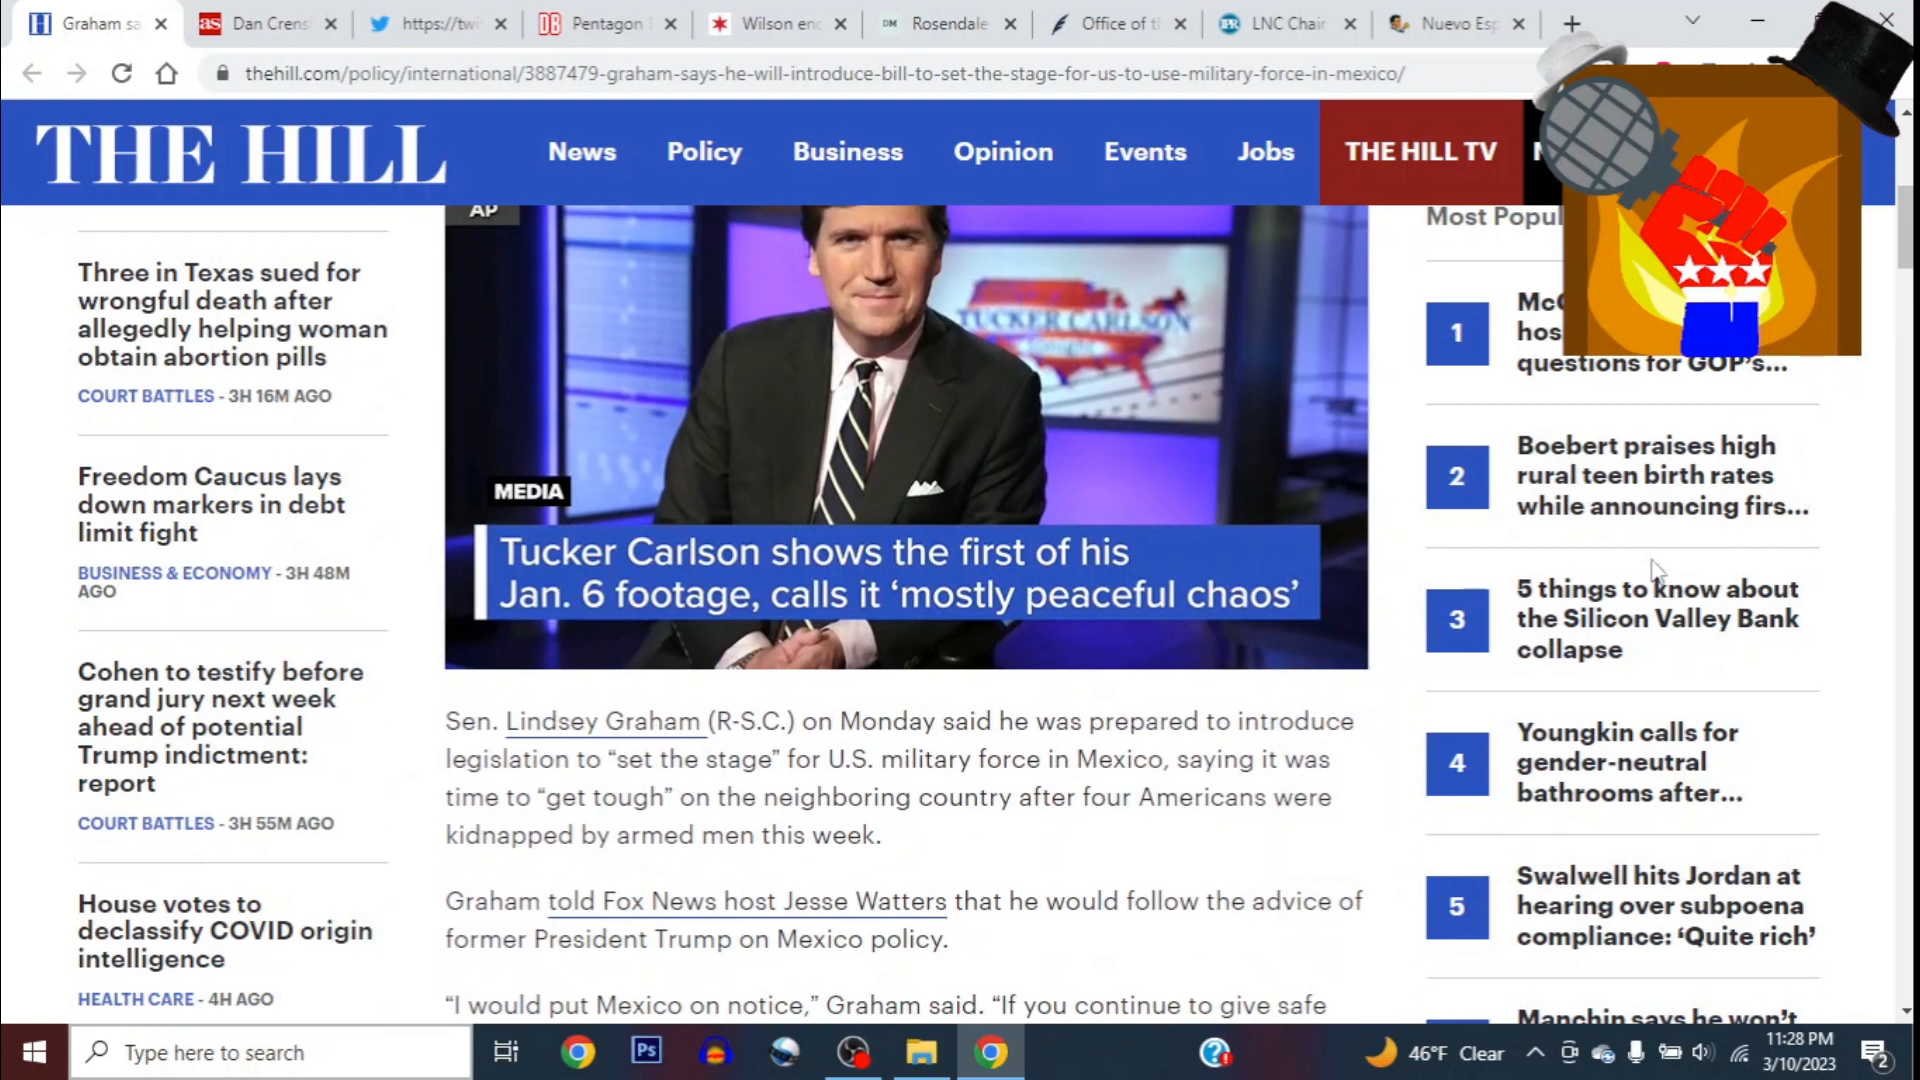 Graham sa
as
Dan Crens
https://twi
DB
Pentagon
Wilson en
DM
Rosendale
Office of t
LNC Chair
Nuevo Esp
thehill.com/policy/international/3887479-graham-says-he-will-introduce-bill-to-set-the-stage-for-us-to-use-military-force-in-mexico/
THE HILL
News
Policy
Business
Opinion
Events
Jobs
THE HILL TV
Three in Texas sued for
wrongful death after
allegedly helping woman
obtain abortion pills
COURT BATTLES - 3H 16M AGO
Freedom Caucus lays
down markers in debt
limit fight
BUSINESS & ECONOMY - 3H 48M
AGO
Cohen to testify before
grand jury next week
ahead of potential
Trump indictment:
report
COURT BATTLES - 3H 55M AGO
House votes to
declassify COVID origin
intelligence
HEALTH CARE - 4H AGO
AP
TUCKER CARLSON
MEDIA
Tucker Carlson shows the first of his
Jan. 6 footage, calls it ‘mostly peaceful chaos’
Sen. Lindsey Graham (R-S.C.) on Monday said he was prepared to introduce
legislation to “set the stage” for U.S. military force in Mexico, saying it was
time to “get tough” on the neighboring country after four Americans were
kidnapped by armed men this week.
Graham told Fox News host Jesse Watters that he would follow the advice of
former President Trump on Mexico policy.
“I would put Mexico on notice,” Graham said. “If you continue to give safe
Most Popul
1
McC
hos
questions for GOP's...
2
Boebert praises high
rural teen birth rates
while announcing firs...
3
5 things to know about
the Silicon Valley Bank
collapse
4
Youngkin calls for
gender-neutral
bathrooms after...
5
Swalwell hits Jordan at
hearing over subpoena
compliance: ‘Quite rich’
Manchin says he won't
Type here to search
Ps
46°F Clear
11:28 PM
3/10/2023
2